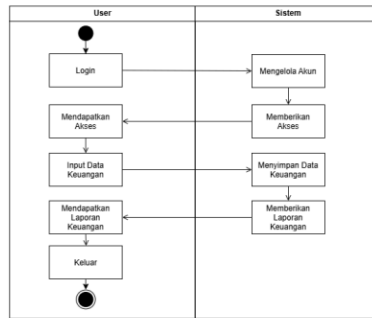 User
Sistem
Login
Mengelola Akun
Mendapatkan
Akses
Memberikan
Akses
Input Data
Keuangan
Menyimpan Data
Keuangan
Mendapatkan
Laporan
Keuangan
Memberikan
Laporan
Keuangan
Keluar